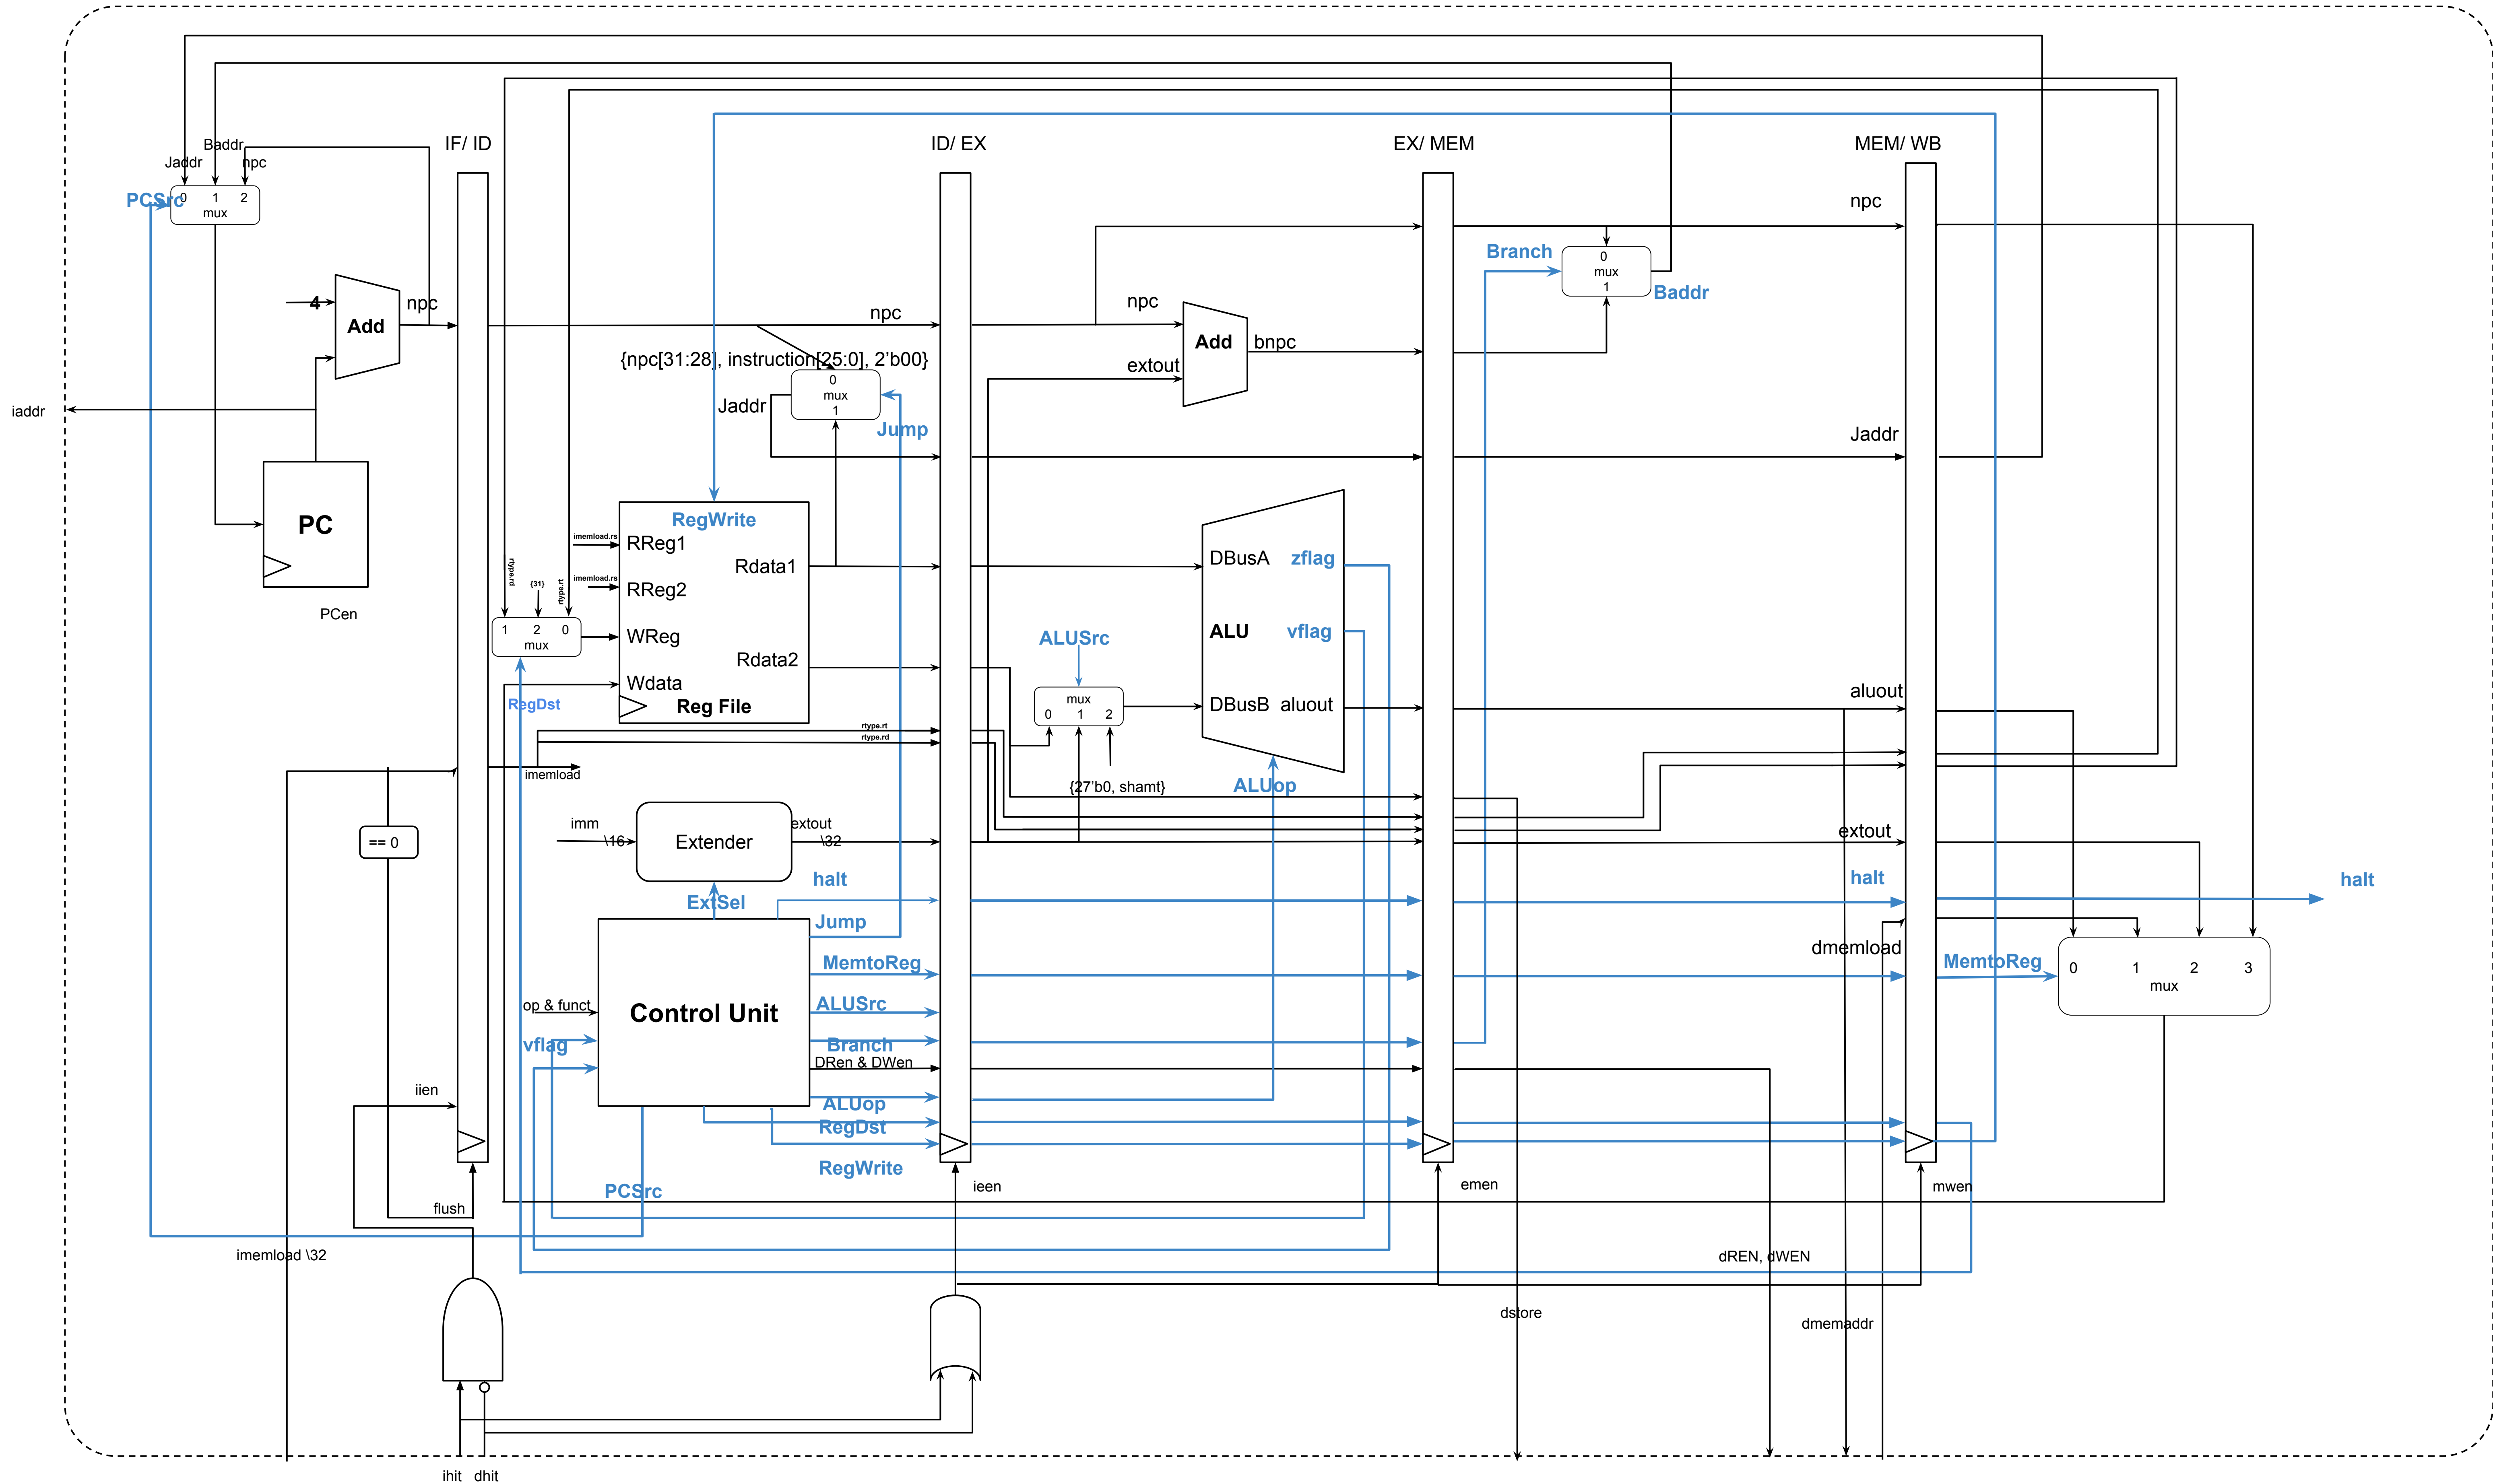 IF/ ID
ID/ EX
EX/ MEM
MEM/ WB
Baddr
Jaddr
npc
PCSrc
0 1 2
mux
4
Add
npc
iaddr
PC
PCen
npc
{npc[31:28], instruction[25:0], 2'b00}
0
mux
1
Jaddr
Jump
npc
extout
Add
bnpc
Branch
0
mux
1
Baddr
npc
Jaddr
RegWrite
imemload.rs
RReg1
Rdata1
imemload.rs
RReg2
WReg
Rdata2
Wdata
Reg File
rtype.rd
{31}
rtype.rt
1 2 0
mux
RegDst
rtype.rt
rtype.rd
imemload
ALUSrc
mux
0 1 2
{27'b0, shamt}
DBusA
zflag
ALU
vflag
DBusB
aluout
ALUop
aluout
== 0
imm
\16
Extender
extout
\32
extout
ExtSel
halt
halt
halt
Jump
MemtoReg
dmemload
MemtoReg
0 1 2 3
mux
op & funct
Control Unit
ALUSrc
vflag
Branch
DRen & DWen
iien
ALUop
RegDst
RegWrite
PCSrc
flush
ieen
emen
mwen
imemload \32
dREN, dWEN
dstore
dmemaddr
ihit
dhit